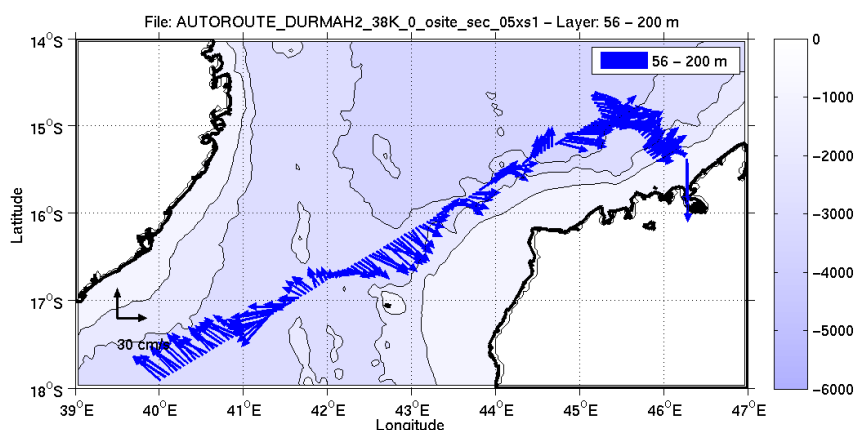 File: AUTOROUTE_DURMAH2_38K_0_osite_sec_05xs1 – Layer: 56 – 200 m
14°S
15°S
16°S
17°S
18°S
Latitude
56 – 200 m
30 cm/s
39°E
40°E
41°E
42°E
43°E
44°E
45°E
46°E
47°E
Longitude
0
−1000
−2000
−3000
−4000
−5000
−6000